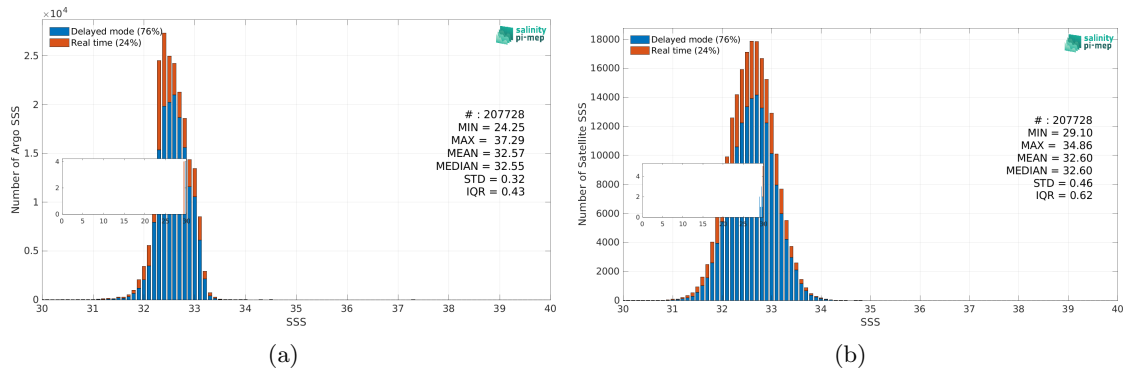 ×10⁴
Delayed mode (76%)
Real time (24%)
salinity
pi-mep
# : 207728
MIN = 24.25
MAX = 37.29
MEAN = 32.57
MEDIAN = 32.55
STD = 0.32
IQR = 0.43
Number of Argo SSS
2.5
2
1.5
1
0.5
0
4
2
0
0 5 10 15 20 25 30
30 31 32 33 34 35 36 37 38 39 40
SSS
(a)
Delayed mode (76%)
Real time (24%)
salinity
pi-mep
# : 207728
MIN = 29.10
MAX = 34.86
MEAN = 32.60
MEDIAN = 32.60
STD = 0.46
IQR = 0.62
Number of Satellite SSS
18000
16000
14000
12000
10000
8000
6000
4000
2000
0
4
2
0
0 5 10 15 20 25 30
30 31 32 33 34 35 36 37 38 39 40
SSS
(b)